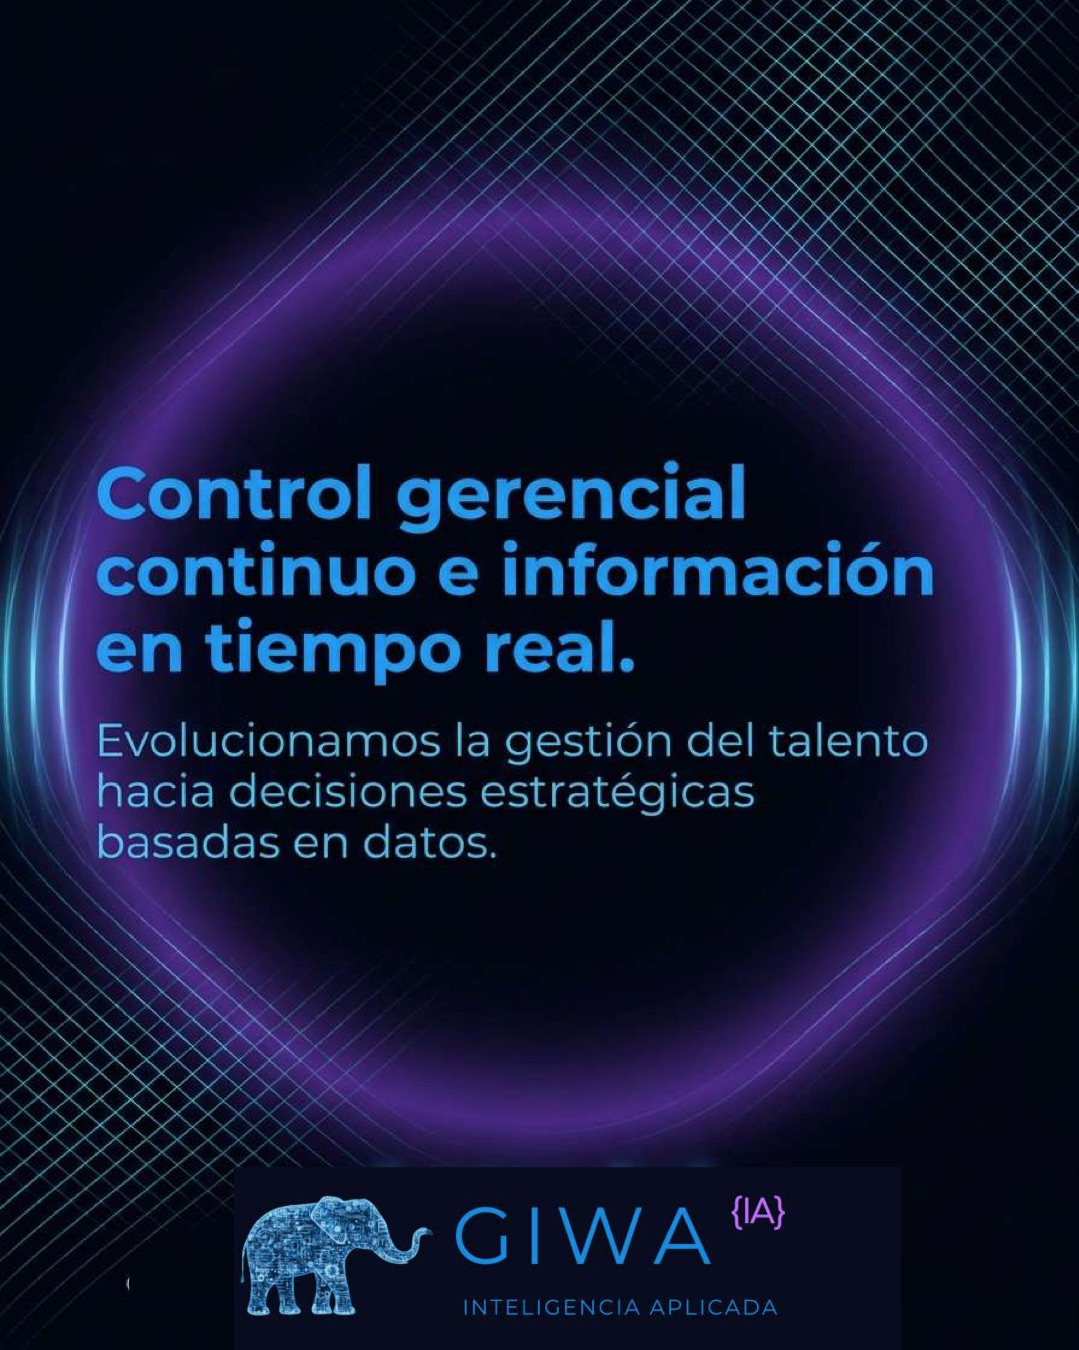 Control gerencial
continuo e información
en tiempo real.
Evolucionamos la gestión del talento
hacia decisiones estratégicas
basadas en datos.
GIWA {IA}
INTELIGENCIA APLICADA